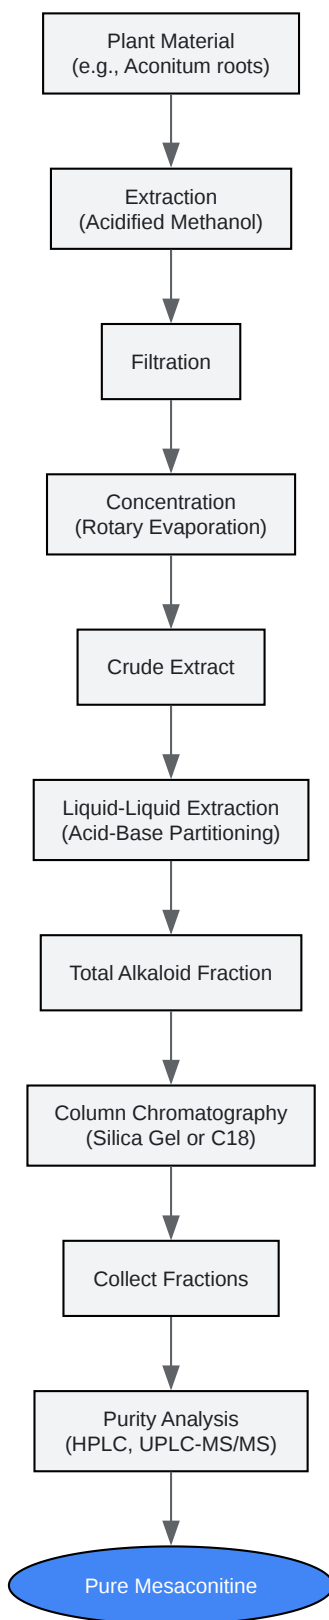 Plant Material
(e.g., Aconitum roots)
Extraction
(Acidified Methanol)
Filtration
Concentration
(Rotary Evaporation)
Crude Extract
Liquid-Liquid Extraction
(Acid-Base Partitioning)
Total Alkaloid Fraction
Column Chromatography
(Silica Gel or C18)
Collect Fractions
Purity Analysis
(HPLC, UPLC-MS/MS)
Pure Mesaconitine